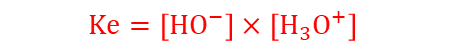 Ke = [HO⁻] × [H₃O⁺]